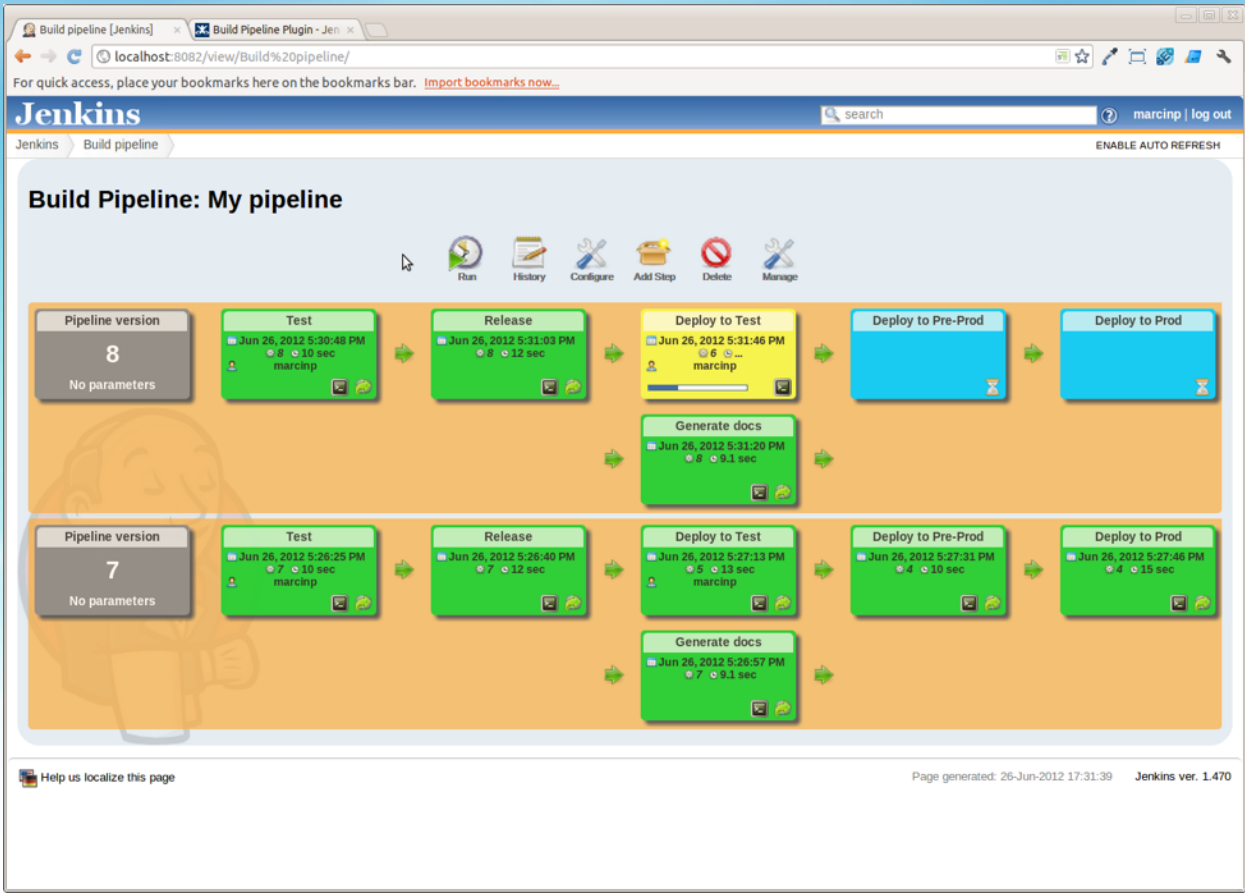 Build pipeline [Jenkins]
Build Pipeline Plugin - Jen
localhost:8082/view/Build%20pipeline/
For quick access, place your bookmarks here on the bookmarks bar. Import bookmarks now...
Jenkins
search
marcinp | log out
Jenkins
Build pipeline
ENABLE AUTO REFRESH
Build Pipeline: My pipeline
Run
History
Configure
Add Step
Delete
Manage
Pipeline version
8
No parameters
Test
Jun 26, 2012 5:30:48 PM
8 10 sec
marcinp
Release
Jun 26, 2012 5:31:03 PM
8 12 sec
Deploy to Test
Jun 26, 2012 5:31:46 PM
6 ...
marcinp
Deploy to Pre-Prod
Deploy to Prod
Generate docs
Jun 26, 2012 5:31:20 PM
8 9.1 sec
Pipeline version
7
No parameters
Test
Jun 26, 2012 5:26:25 PM
7 10 sec
marcinp
Release
Jun 26, 2012 5:26:40 PM
7 12 sec
Deploy to Test
Jun 26, 2012 5:27:13 PM
5 13 sec
marcinp
Deploy to Pre-Prod
Jun 26, 2012 5:27:31 PM
4 10 sec
Deploy to Prod
Jun 26, 2012 5:27:46 PM
4 15 sec
Generate docs
Jun 26, 2012 5:26:57 PM
7 9.1 sec
Help us localize this page
Page generated: 26-Jun-2012 17:31:39
Jenkins ver. 1.470